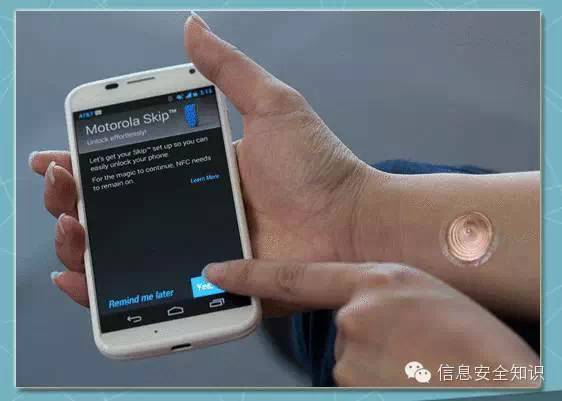 AT&T
5:15
Motorola Skip™
Unlock effortlessly!
Let's get your Skip™ set up so you can
easily unlock your phone.
For the magic to continue, NFC needs
to remain on.
Learn More
Remind me later
Yes
信息安全知识